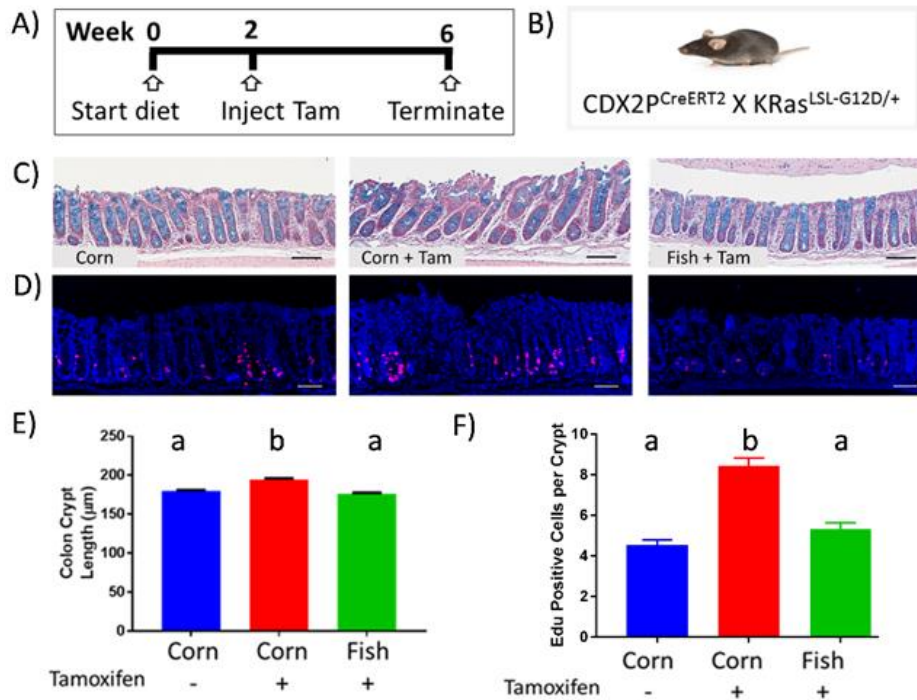 A)
Week 0 2 6
Start diet Inject Tam Terminate
B)
CDX2P^CreERT2 X KRas^LSL-G12D/+
C)
Corn Corn + Tam Fish + Tam
D)
E)
a b a
Colon Crypt
Length (μm)
250
200
150
100
50
0
Corn Corn Fish
Tamoxifen - + +
F)
a b a
Edu Positive Cells per Crypt
10
8
6
4
2
0
Corn Corn Fish
Tamoxifen - + +